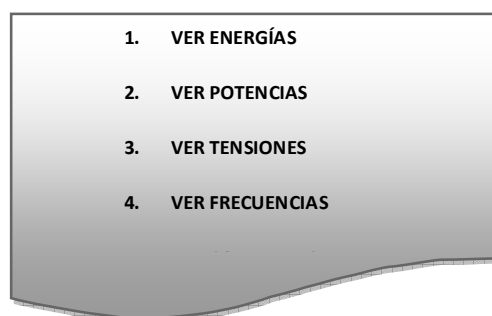 1. VER ENERGÍAS
2. VER POTENCIAS
3. VER TENSIONES
4. VER FRECUENCIAS